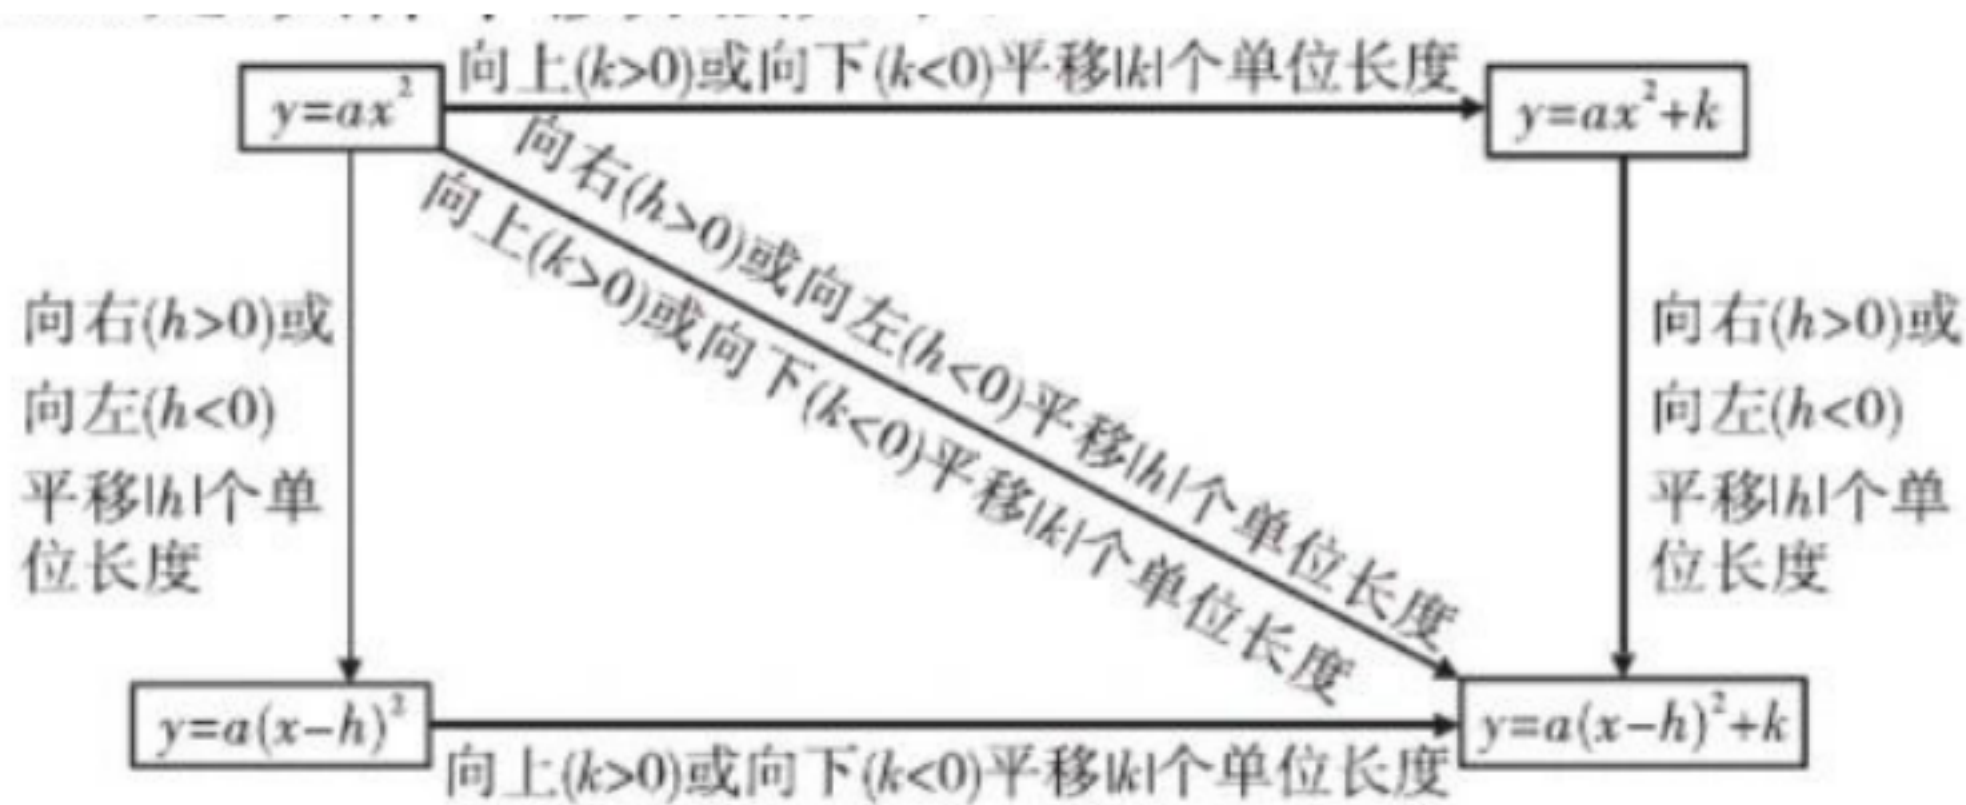 向上(k>0)或向下(k<0)平移|k|个单位长度
y=ax²
y=ax²+k
向右(h>0)或向左(h<0)平移|h|个单位长度
向上(k>0)或向下(k<0)平移|k|个单位长度
向右(h>0)或
向左(h<0)
平移|h|个单
位长度
向右(h>0)或
向左(h<0)
平移|h|个单
位长度
y=a(x-h)²
y=a(x-h)²+k
向上(k>0)或向下(k<0)平移|k|个单位长度